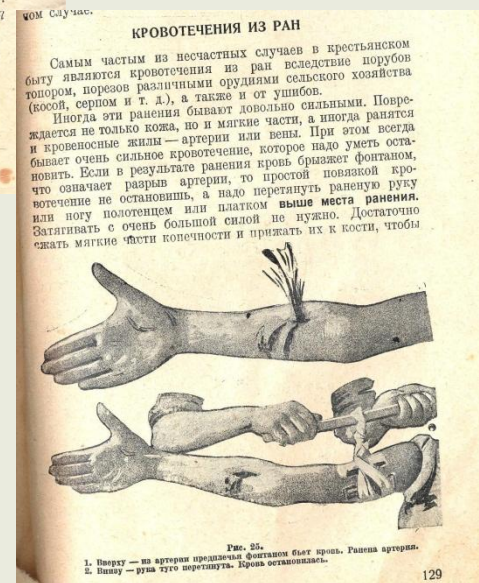 ном случае.
КРОВОТЕЧЕНИЯ ИЗ РАН
Самым частым из несчастных случаев в крестьянском
быту являются кровотечения из ран вследствие порубов
топором, порезов различными орудиями сельского хозяйства
(косой, серпом и т. д.), а также и от ушибов.
Иногда эти ранения бывают довольно сильными. Повре-
ждается не только кожа, но и мягкие части, а иногда ранятся
и кровеносные жилы — артерии или вены. При этом всегда
бывает очень сильное кровотечение, которое надо уметь оста-
новить. Если в результате ранения кровь брызжет фонтаном,
что означает разрыв артерии, то простой повязкой кро-
вотечение не остановишь, а надо перетянуть раненую руку
или ногу полотенцем или платком выше места ранения.
Затягивать с очень большой силой не нужно. Достаточно
сжать мягкие части конечности и прижать их к кости, чтобы
Рис. 25.
1. Вверху — из артерии предплечья фонтаном бьет кровь. Ранена артерия.
2. Внизу — рука туго перетянута. Кровь остановилась.
129